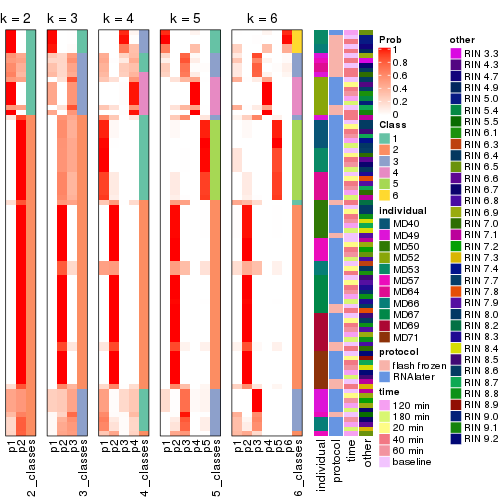 k = 2
k = 3
k = 4
k = 5
k = 6
p1
p2
2_classes
p1
p2
p3
3_classes
p1
p2
p3
p4
4_classes
p1
p2
p3
p4
p5
5_classes
p1
p2
p3
p4
p5
p6
6_classes
individual
protocol
time
other
Prob
1
0.8
0.6
0.4
0.2
0
Class
1
2
3
4
5
6
individual
MD40
MD49
MD50
MD52
MD53
MD57
MD64
MD66
MD67
MD69
MD71
protocol
flash frozen
RNAlater
time
120 min
180 min
20 min
40 min
60 min
baseline
other
RIN 3.3
RIN 4.3
RIN 4.7
RIN 4.9
RIN 5.0
RIN 5.4
RIN 5.5
RIN 6.1
RIN 6.3
RIN 6.4
RIN 6.5
RIN 6.6
RIN 6.7
RIN 6.8
RIN 6.9
RIN 7.0
RIN 7.1
RIN 7.2
RIN 7.3
RIN 7.4
RIN 7.7
RIN 7.8
RIN 7.9
RIN 8.0
RIN 8.2
RIN 8.3
RIN 8.4
RIN 8.5
RIN 8.6
RIN 8.7
RIN 8.8
RIN 8.9
RIN 9.0
RIN 9.1
RIN 9.2